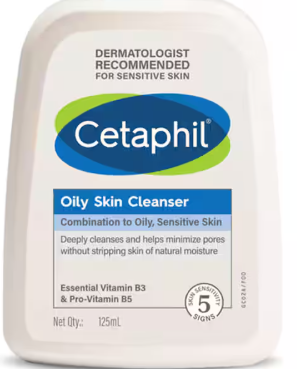 DERMATOLOGIST
RECOMMENDED
FOR SENSITIVE SKIN
Cetaphil®
Oily Skin Cleanser
Combination to Oily, Sensitive Skin
Deeply cleanses and helps minimize pores
without stripping skin of natural moisture
Essential Vitamin B3
& Pro-Vitamin B5
SKIN SENSITIVITY
5
SIGNS
Net Qty.: 125mL